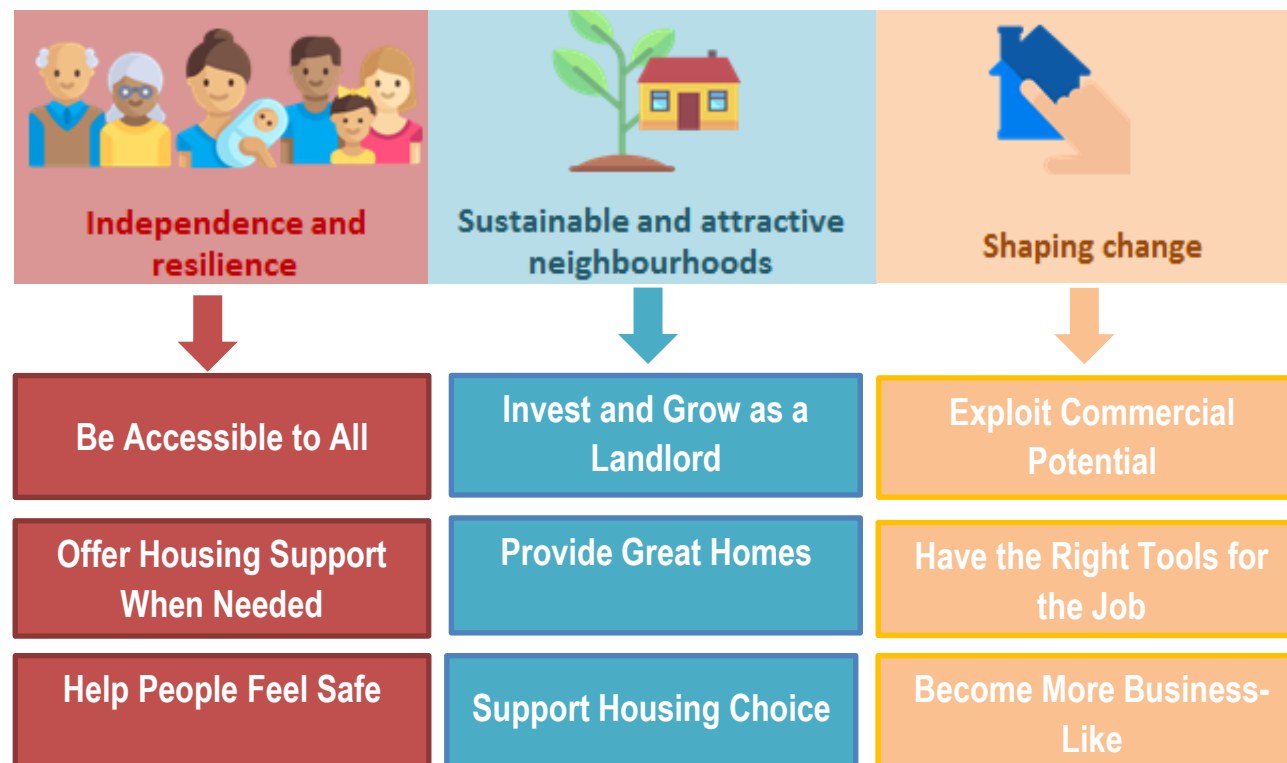 Independence and
resilience
Sustainable and attractive
neighbourhoods
Shaping change
Be Accessible to All
Invest and Grow as a
Landlord
Exploit Commercial
Potential
Offer Housing Support
When Needed
Provide Great Homes
Have the Right Tools for
the Job
Help People Feel Safe
Support Housing Choice
Become More Business-
Like